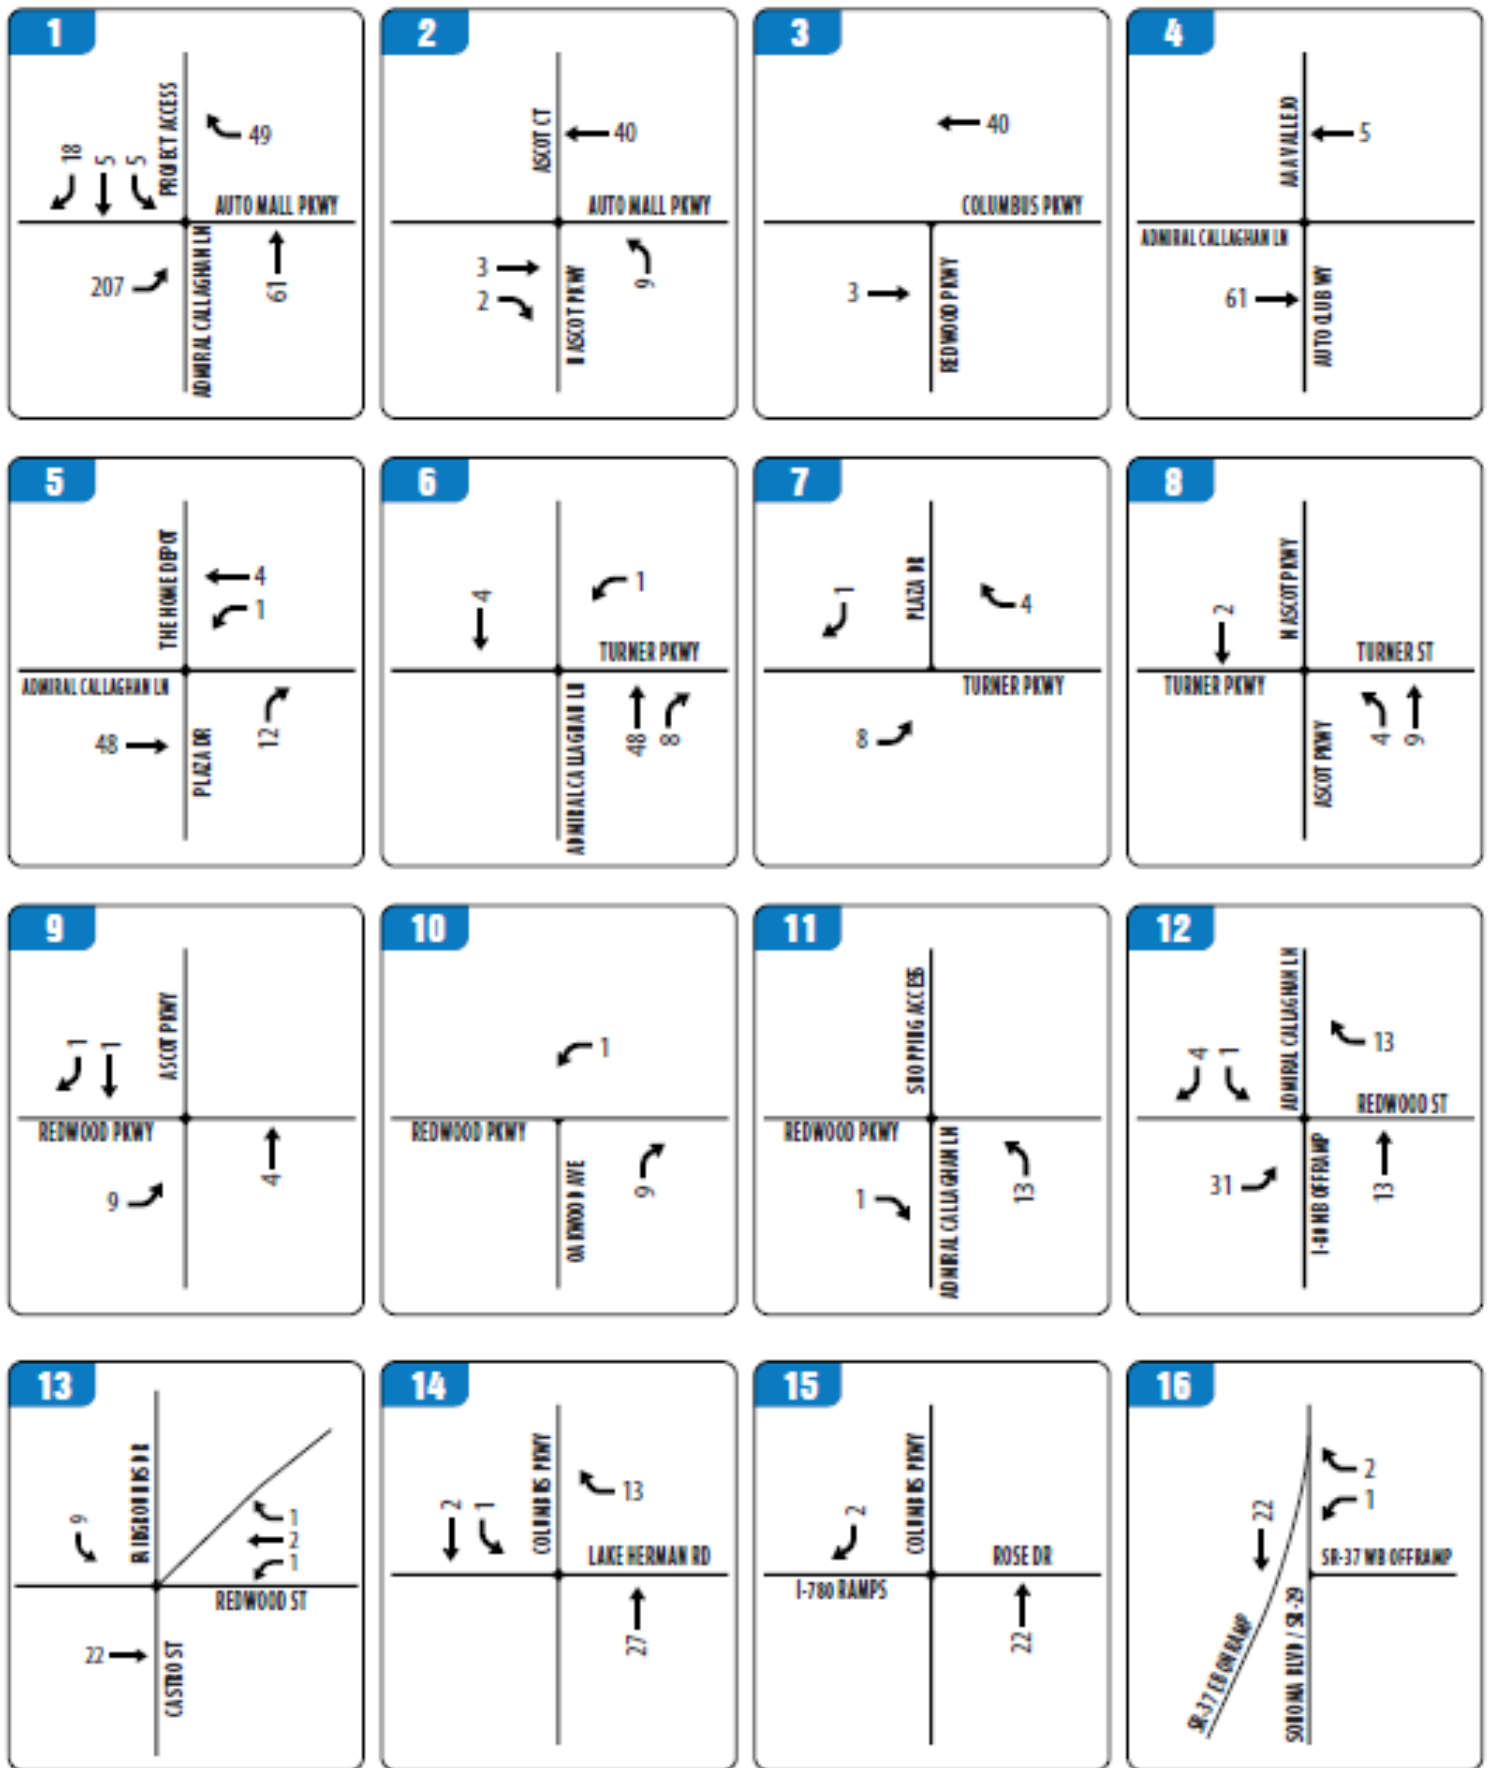 1
PROJECT ACCESS
18
5
5
49
AUTO MALL PKWY
207
ADMIRAL CALLAGHAN LN
61
2
ASCOT CT
40
AUTO MALL PKWY
3
2
N ASCOT PKWY
9
3
40
COLUMBUS PKWY
3
REDWOOD PKWY
4
AAA VALLEJO
5
ADMIRAL CALLAGHAN LN
61
AUTO CLUB WY
5
THE HOME DEPOT
4
1
ADMIRAL CALLAGHAN LN
48
PLAZA DR
12
6
4
1
TURNER PKWY
ADMIRAL CALLAGHAN LN
48
8
7
1
PLAZA DR
4
TURNER PKWY
8
8
2
N ASCOT PKWY
TURNER ST
TURNER PKWY
ASCOT PKWY
4
9
9
1
1
ASCOT PKWY
REDWOOD PKWY
9
4
10
1
REDWOOD PKWY
OAKWOOD AVE
9
11
SHOPPING ACCESS
REDWOOD PKWY
1
ADMIRAL CALLAGHAN LN
13
12
4
1
ADMIRAL CALLAGHAN LN
13
REDWOOD ST
31
I-80 NB OFFRAMP
13
13
9
FAIRGROUNDS DR
1
2
1
REDWOOD ST
22
CASTRO ST
14
2
1
COLUMBUS PKWY
13
LAKE HERMAN RD
27
15
2
COLUMBUS PKWY
ROSE DR
I-780 RAMPS
22
16
22
2
1
SR-37 WB OFFRAMP
SR-37 EB ONRAMP
SONOMA BLVD / SR-29